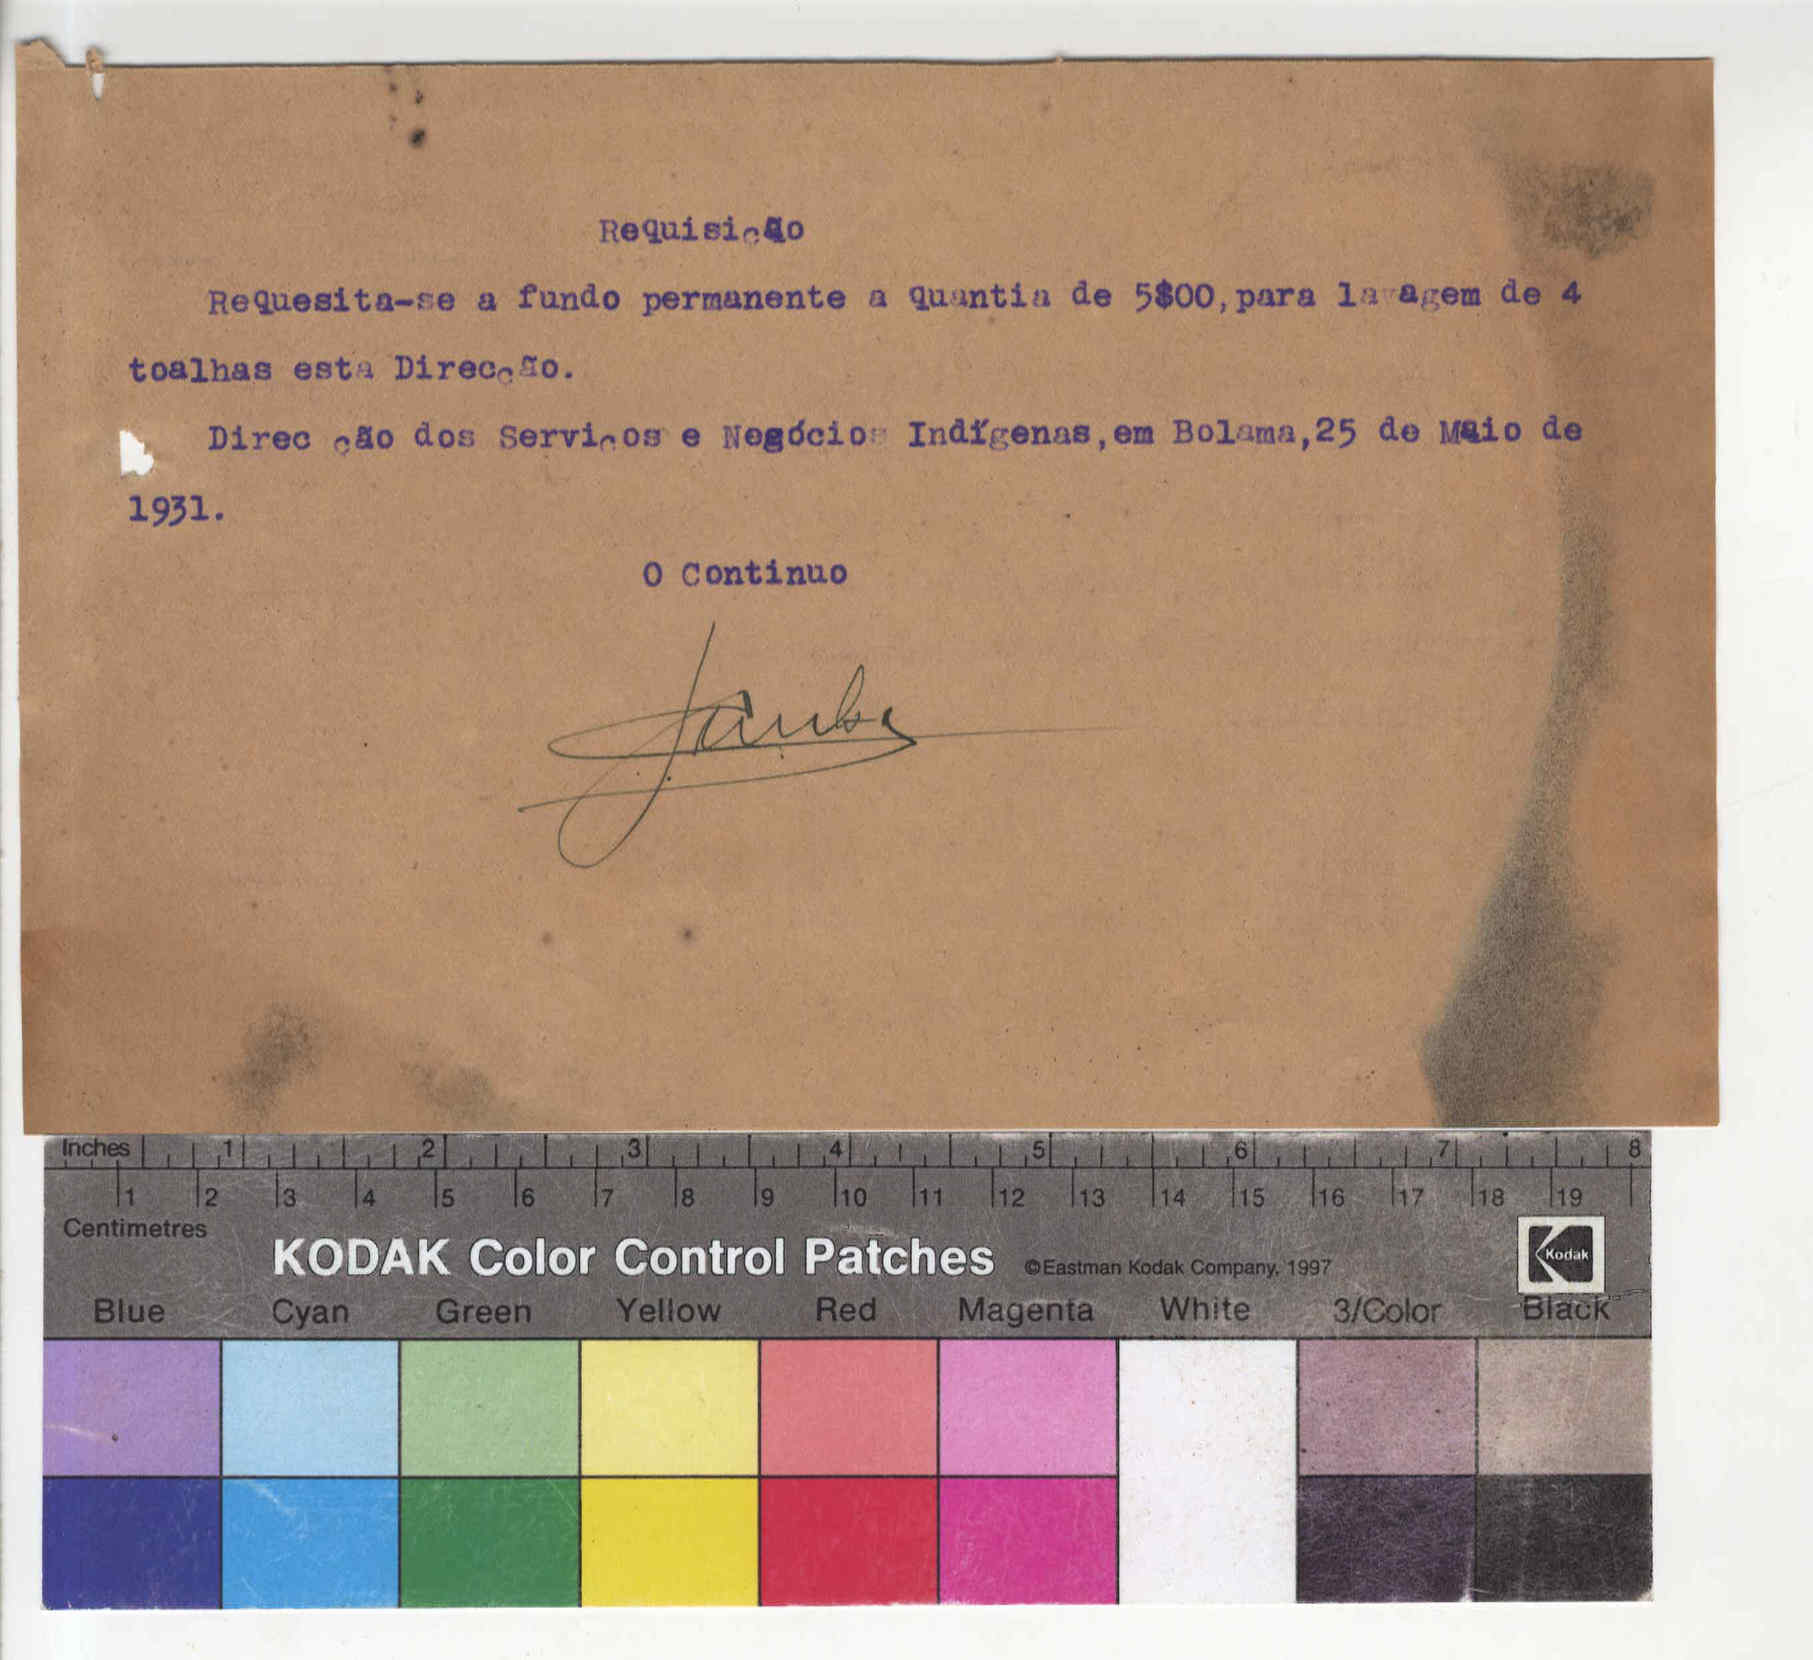 Requisição
Requesita-se a fundo permanente a quantia de 5$00, para lavagem de 4
toalhas esta Direcção.
Direc ção dos Serviços e Negócios Indígenas, em Bolama, 25 de Maio de
1931.
O Continuo
Inches 1 2 3 4 5 6 7 8
1 2 3 4 5 6 7 8 9 10 11 12 13 14 15 16 17 18 19
Centimetres
KODAK Color Control Patches ©Eastman Kodak Company, 1997 Kodak
Blue Cyan Green Yellow Red Magenta White 3/Color Black